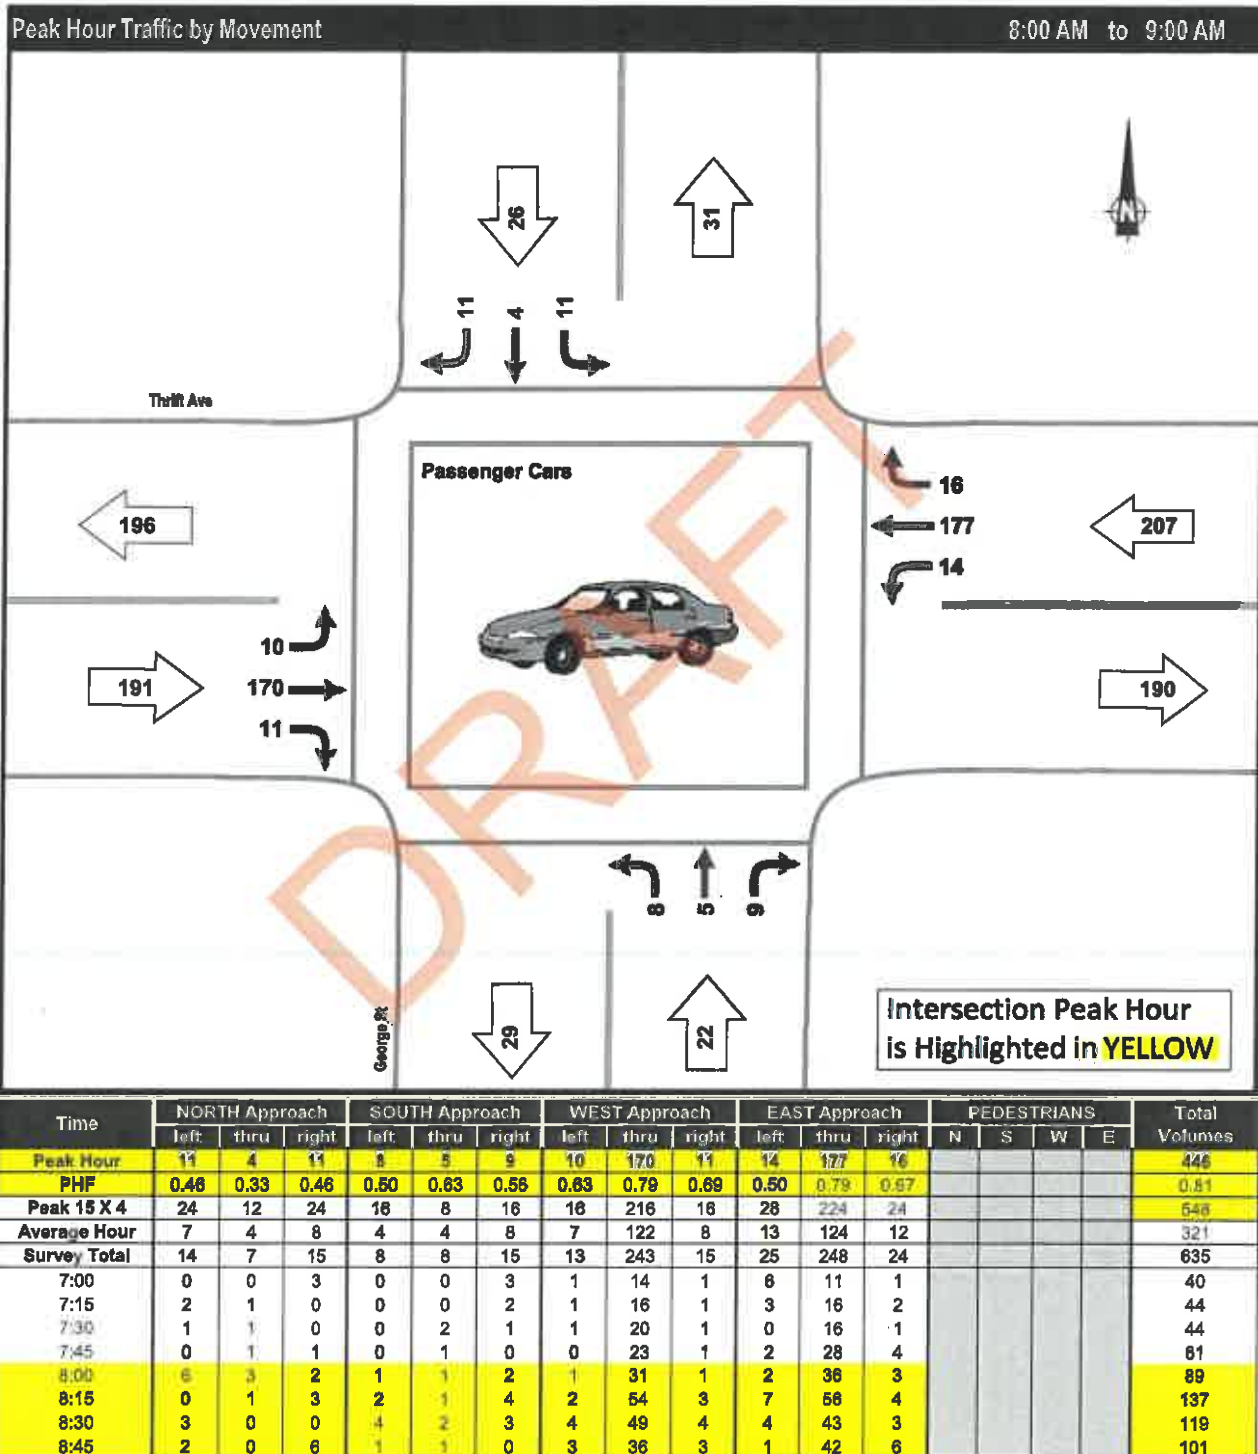 Peak Hour Traffic by Movement 8:00 AM to 9:00 AM
26
31
N
11 4 11
Thrift Ave
Passenger Cars
16
196
177
207
14
10
191
170
190
11
8 5 9
George St
29
22
Intersection Peak Hour
is Highlighted in YELLOW
DRAFT
Time NORTH Approach SOUTH Approach WEST Approach EAST Approach PEDESTRIANS Total
left thru right left thru right left thru right left thru right N S W E Volumes
Peak Hour 11 4 11 8 5 9 10 170 11 14 177 16 446
PHF 0.46 0.33 0.46 0.50 0.63 0.56 0.63 0.79 0.69 0.50 0.79 0.67 0.81
Peak 15 X 4 24 12 24 16 8 16 16 216 16 28 224 24 548
Average Hour 7 4 8 4 4 8 7 122 8 13 124 12 321
Survey Total 14 7 15 8 8 15 13 243 15 25 248 24 635
7:00 0 0 3 0 0 3 1 14 1 6 11 1 40
7:15 2 1 0 0 0 2 1 16 1 3 16 2 44
7:30 1 1 0 0 2 1 1 20 1 0 16 1 44
7:45 0 1 1 0 1 0 0 23 1 2 28 4 61
8:00 6 3 2 1 1 2 1 31 1 2 36 3 89
8:15 0 1 3 2 1 4 2 54 3 7 56 4 137
8:30 3 0 0 4 2 3 4 49 4 4 43 3 119
8:45 2 0 6 1 1 0 3 36 3 1 42 6 101